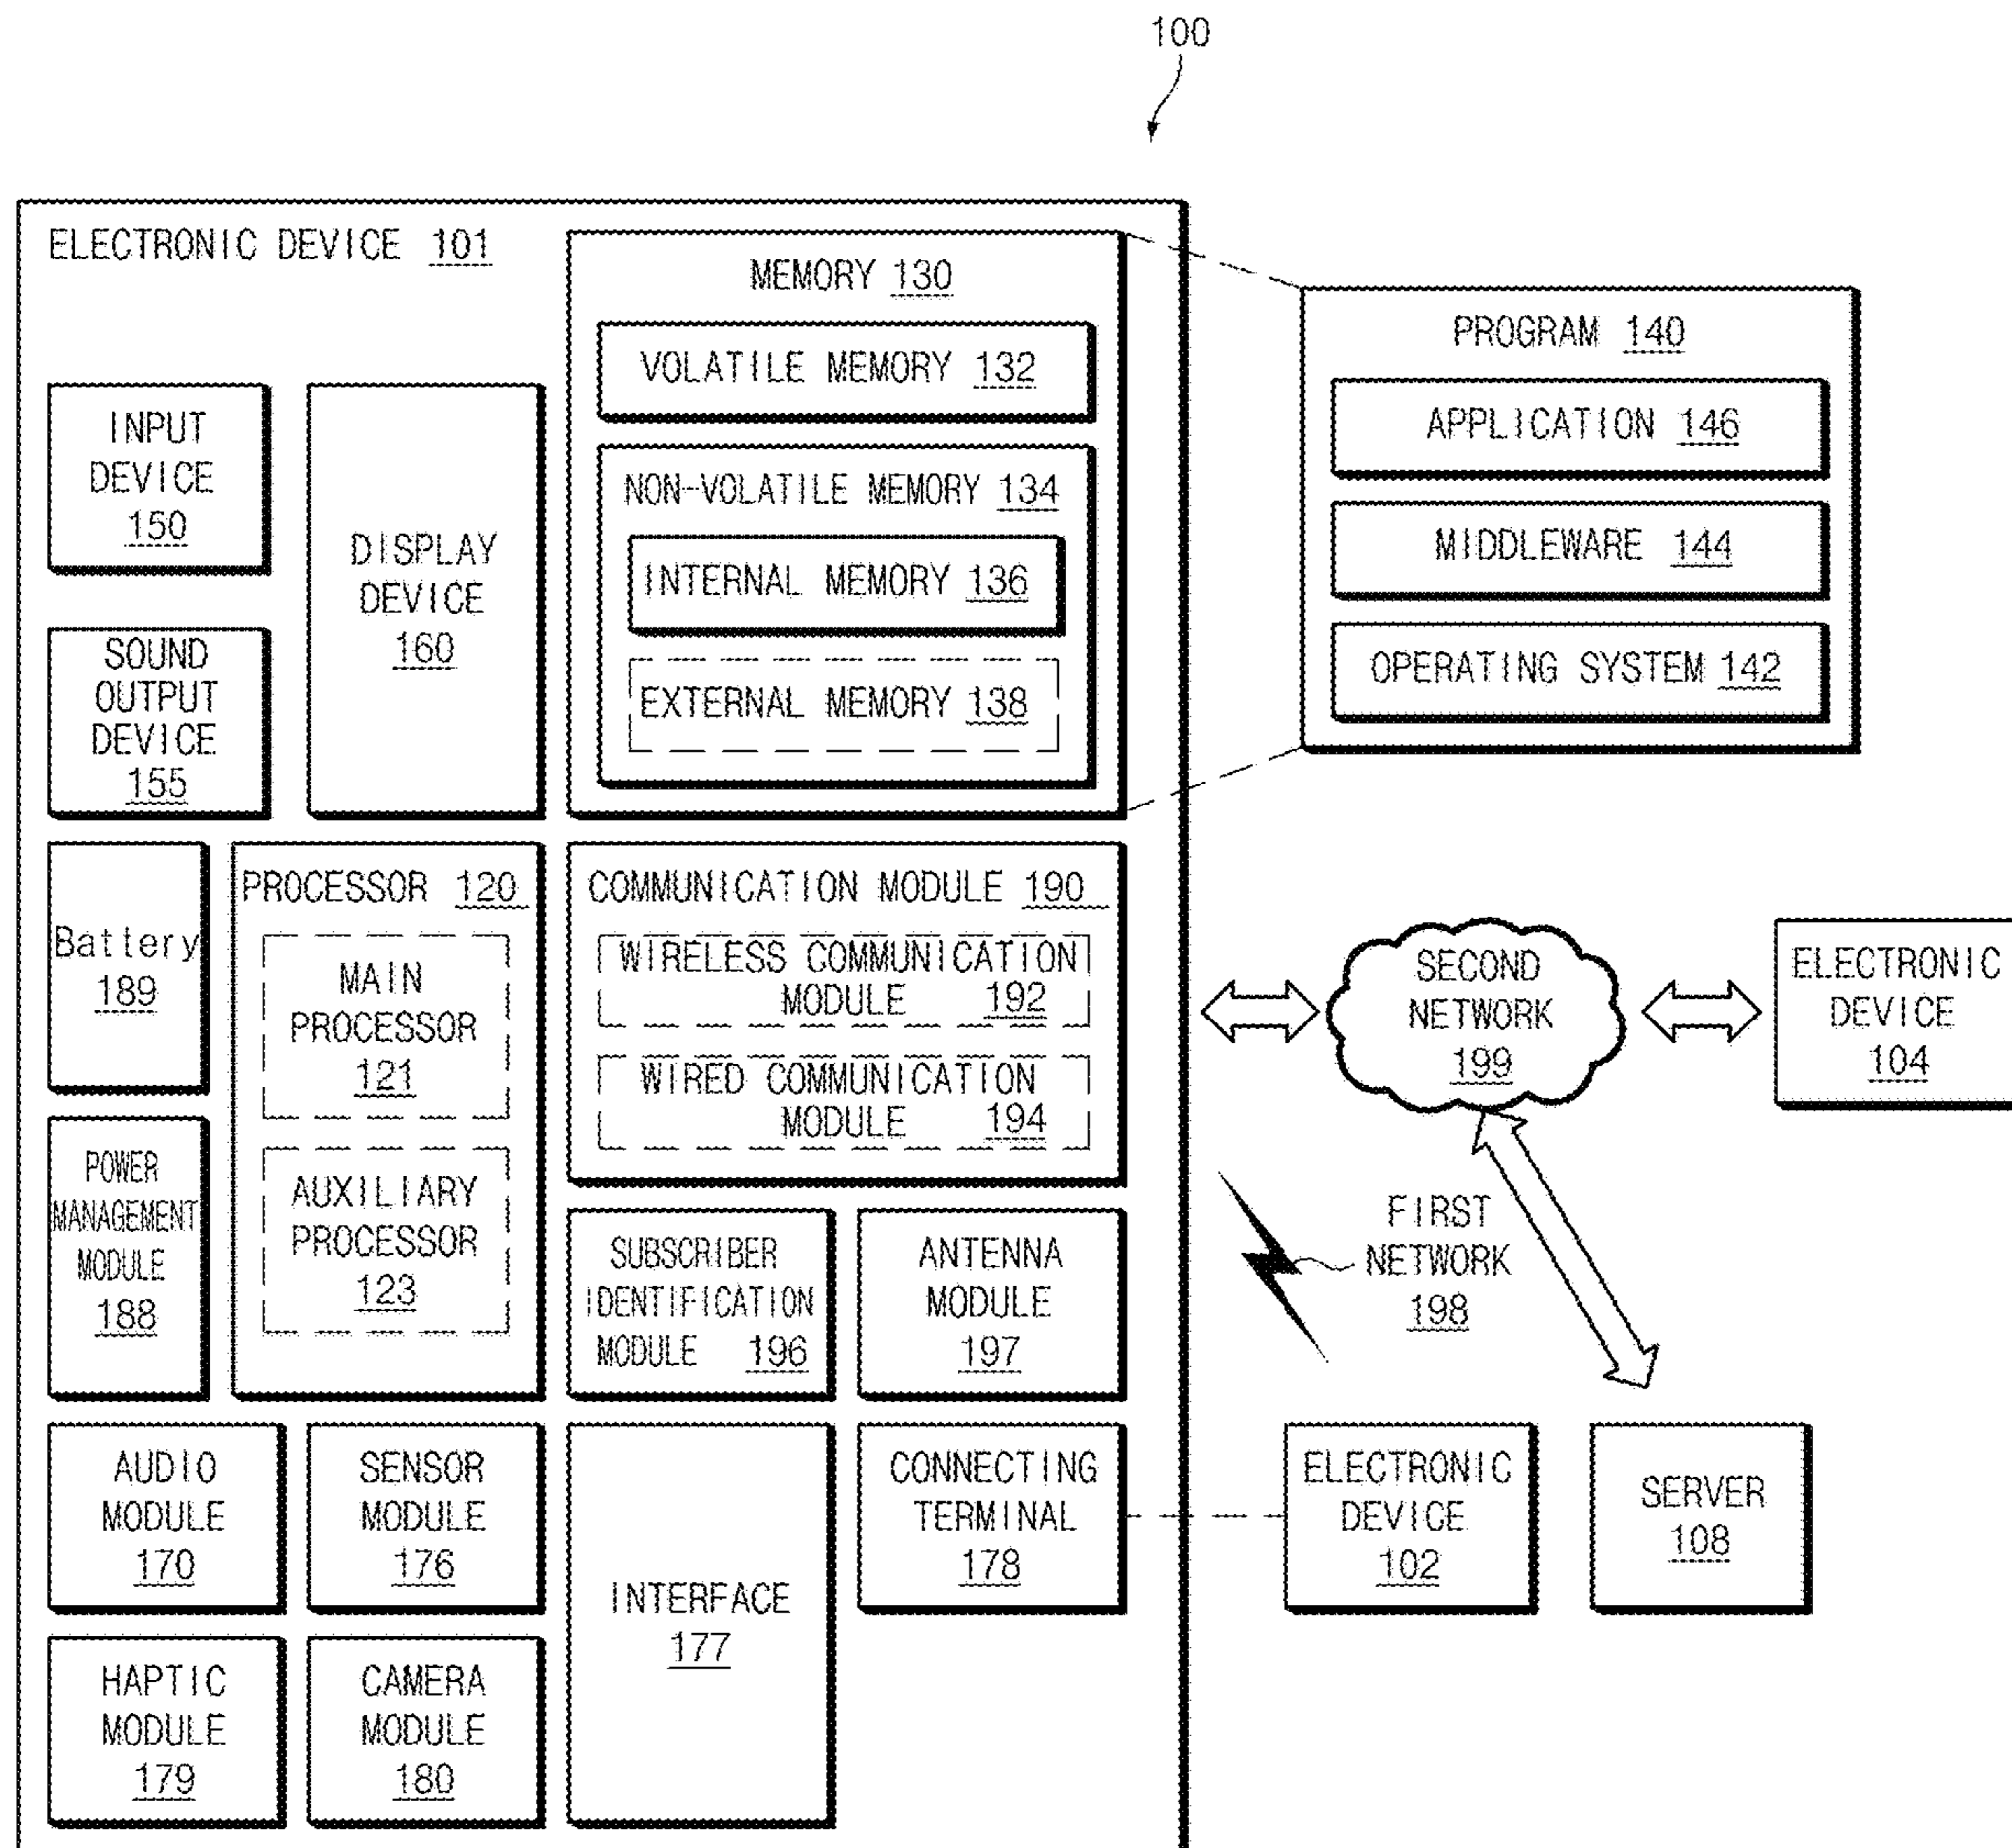 100
ELECTRONIC DEVICE 101
MEMORY 130
VOLATILE MEMORY 132
NON-VOLATILE MEMORY 134
INTERNAL MEMORY 136
EXTERNAL MEMORY 138
PROGRAM 140
APPLICATION 146
MIDDLEWARE 144
OPERATING SYSTEM 142
INPUT
DEVICE
150
DISPLAY
DEVICE
160
SOUND
OUTPUT
DEVICE
155
Battery
189
PROCESSOR 120
MAIN
PROCESSOR
121
AUXILIARY
PROCESSOR
123
POWER
MANAGEMENT
MODULE
188
COMMUNICATION MODULE 190
WIRELESS COMMUNICATION
MODULE 192
WIRED COMMUNICATION
MODULE 194
SUBSCRIBER
IDENTIFICATION
MODULE 196
ANTENNA
MODULE
197
SECOND
NETWORK
199
ELECTRONIC
DEVICE
104
FIRST
NETWORK
198
AUDIO
MODULE
170
SENSOR
MODULE
176
INTERFACE
177
CONNECTING
TERMINAL
178
ELECTRONIC
DEVICE
102
SERVER
108
HAPTIC
MODULE
179
CAMERA
MODULE
180